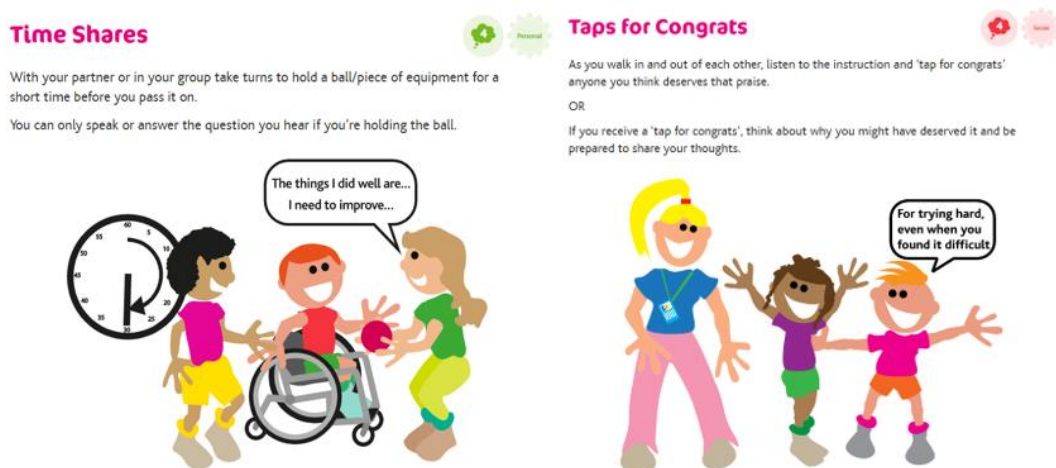 Time Shares
4
Personal
With your partner or in your group take turns to hold a ball/piece of equipment for a
short time before you pass it on.
You can only speak or answer the question you hear if you're holding the ball.
The things I did well are...
I need to improve...
60
5
10
20
25
30
35
40
45
50
55
Taps for Congrats
4
Social
As you walk in and out of each other, listen to the instruction and 'tap for congrats'
anyone you think deserves that praise.
OR
If you receive a 'tap for congrats', think about why you might have deserved it and be
prepared to share your thoughts.
For trying hard,
even when you
found it difficult